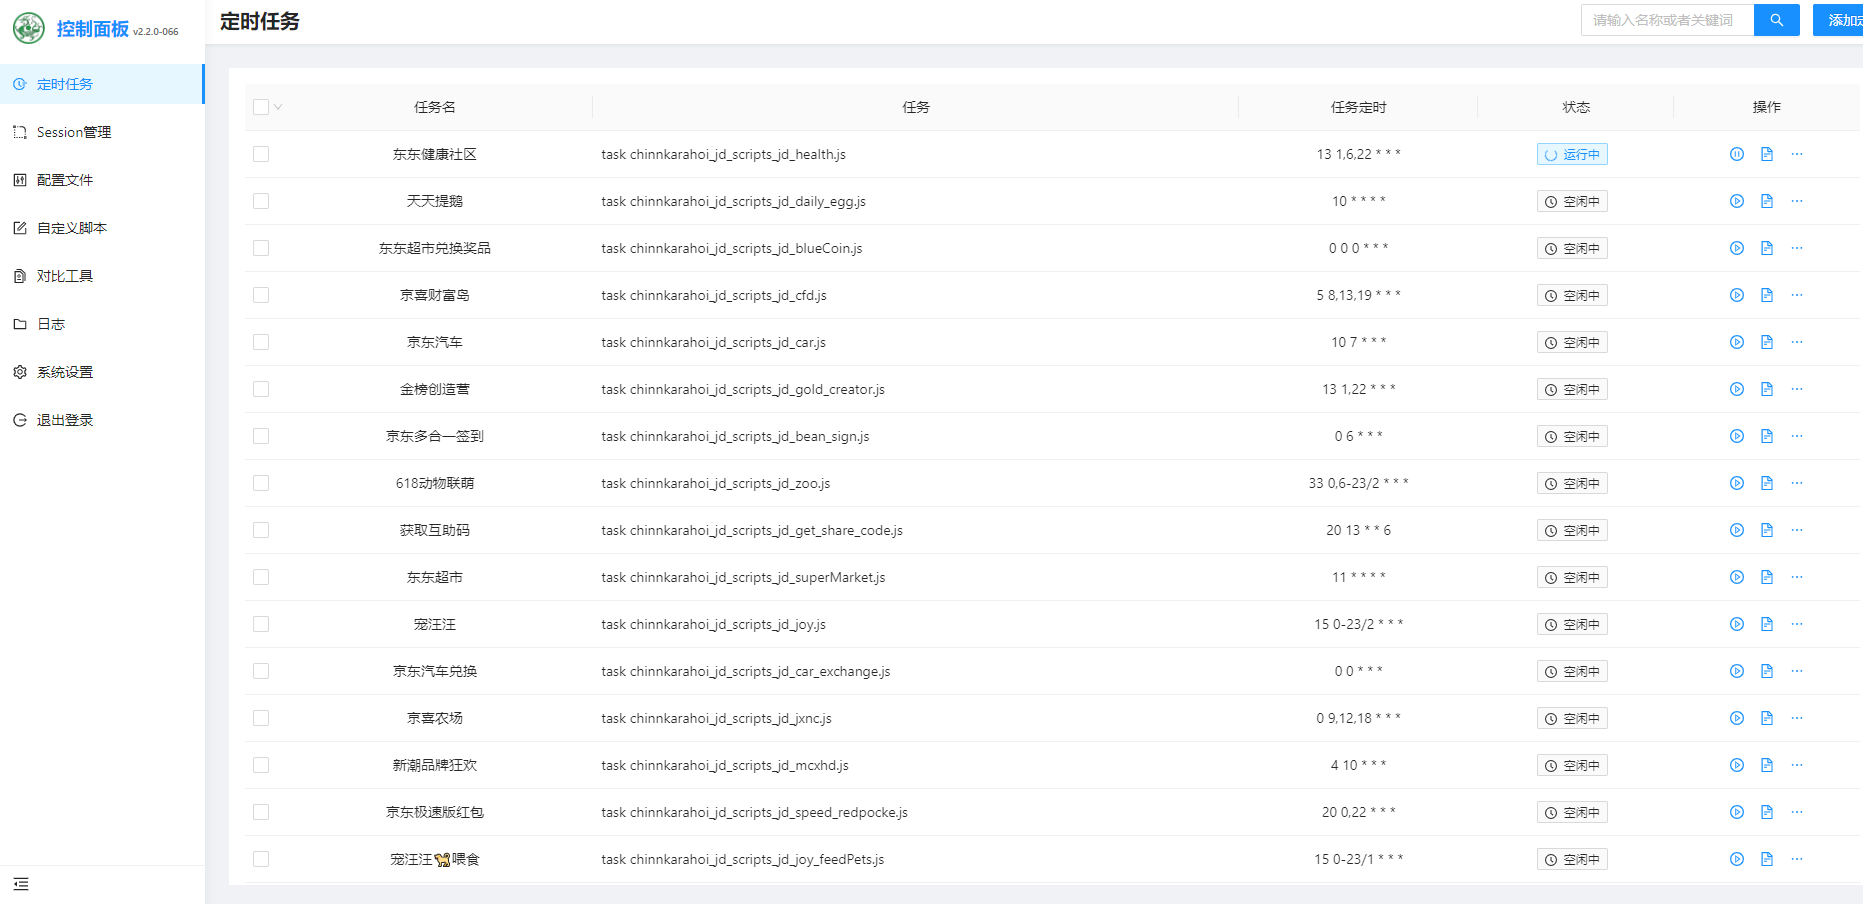 控制面板 v2.2.0-066
定时任务
请输入名称或者关键词
添加定
定时任务
Session管理
配置文件
自定义脚本
对比工具
日志
系统设置
退出登录
任务名 任务 任务定时 状态 操作
东东健康社区 task chinnkarahoi_jd_scripts_jd_health.js 13 1,6,22 * * * 运行中
天天提鹅 task chinnkarahoi_jd_scripts_jd_daily_egg.js 10 * * * * 空闲中
东东超市兑换奖品 task chinnkarahoi_jd_scripts_jd_blueCoin.js 0 0 0 * * * 空闲中
京喜财富岛 task chinnkarahoi_jd_scripts_jd_cfd.js 5 8,13,19 * * * 空闲中
京东汽车 task chinnkarahoi_jd_scripts_jd_car.js 10 7 * * * 空闲中
金榜创造营 task chinnkarahoi_jd_scripts_jd_gold_creator.js 13 1,22 * * * 空闲中
京东多合一签到 task chinnkarahoi_jd_scripts_jd_bean_sign.js 0 6 * * * 空闲中
618动物联萌 task chinnkarahoi_jd_scripts_jd_zoo.js 33 0,6-23/2 * * * 空闲中
获取互助码 task chinnkarahoi_jd_scripts_jd_get_share_code.js 20 13 * * 6 空闲中
东东超市 task chinnkarahoi_jd_scripts_jd_superMarket.js 11 * * * * 空闲中
宠汪汪 task chinnkarahoi_jd_scripts_jd_joy.js 15 0-23/2 * * * 空闲中
京东汽车兑换 task chinnkarahoi_jd_scripts_jd_car_exchange.js 0 0 * * * 空闲中
京喜农场 task chinnkarahoi_jd_scripts_jd_jxnc.js 0 9,12,18 * * * 空闲中
新潮品牌狂欢 task chinnkarahoi_jd_scripts_jd_mcxhd.js 4 10 * * * 空闲中
京东极速版红包 task chinnkarahoi_jd_scripts_jd_speed_redpocke.js 20 0,22 * * * 空闲中
宠汪汪🐕喂食 task chinnkarahoi_jd_scripts_jd_joy_feedPets.js 15 0-23/1 * * * 空闲中